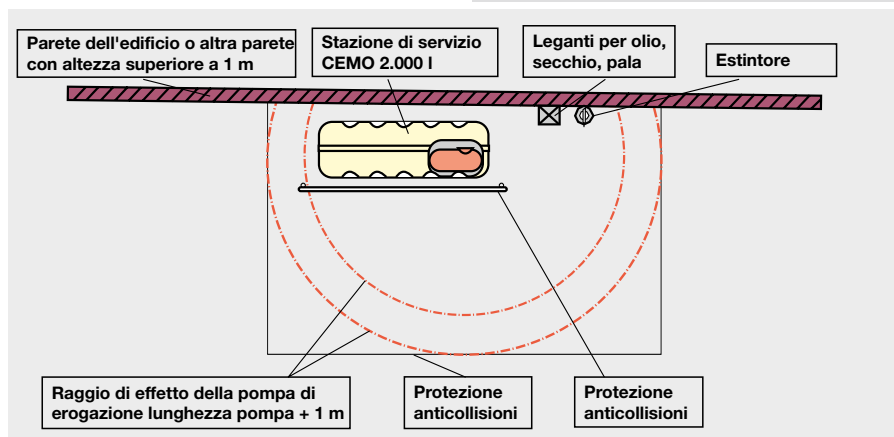 Parete dell'edificio o altra parete
con altezza superiore a 1 m
Stazione di servizio
CEMO 2.000 l
Leganti per olio,
secchio, pala
Estintore
Raggio di effetto della pompa di
erogazione lunghezza pompa + 1 m
Protezione
anticollisioni
Protezione
anticollisioni